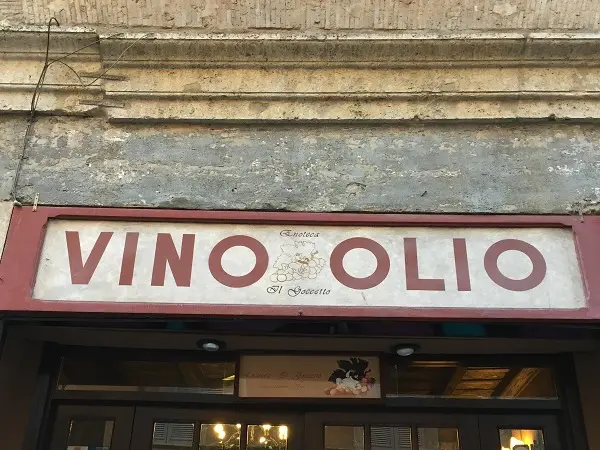 Enoteca
VINO OLIO
Il Goccetto